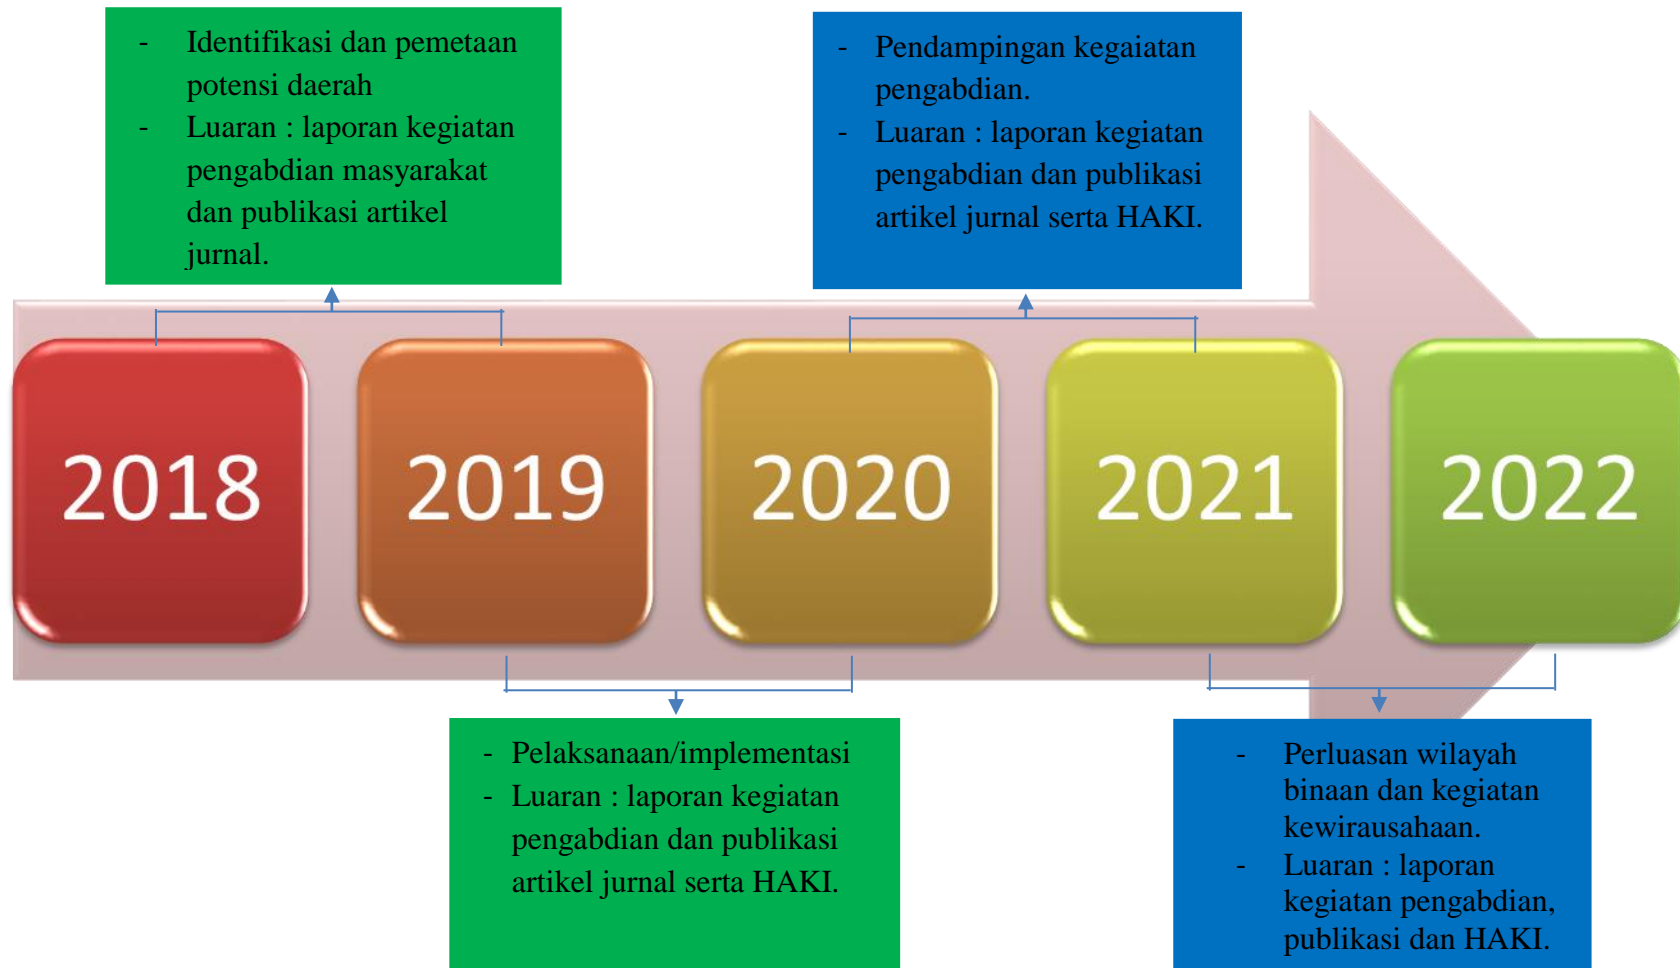 - Identifikasi dan pemetaan
potensi daerah
- Luaran : laporan kegiatan
pengabdian masyarakat
dan publikasi artikel
jurnal.
- Pendampingan kegaiatan
pengabdian.
- Luaran : laporan kegiatan
pengabdian dan publikasi
artikel jurnal serta HAKI.
2018
2019
2020
2021
2022
- Pelaksanaan/implementasi
- Luaran : laporan kegiatan
pengabdian dan publikasi
artikel jurnal serta HAKI.
- Perluasan wilayah
binaan dan kegiatan
kewirausahaan.
- Luaran : laporan
kegiatan pengabdian,
publikasi dan HAKI.